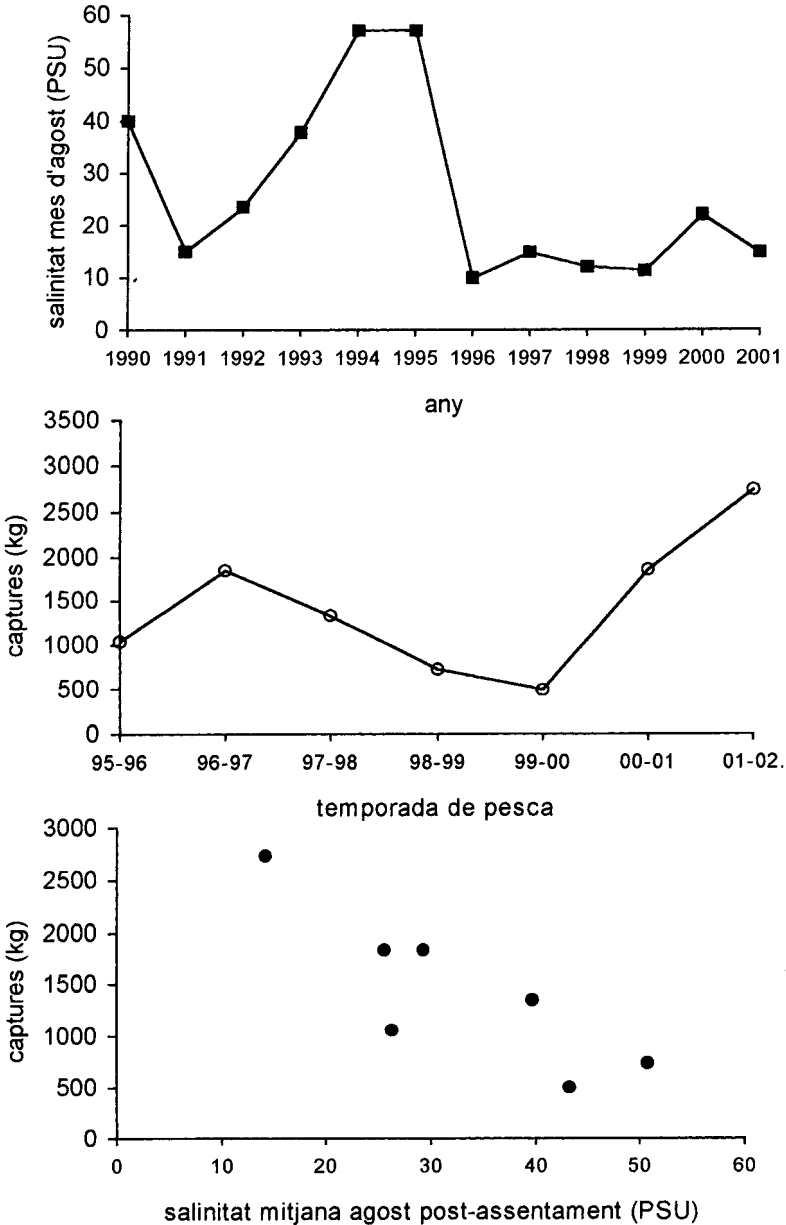 60
50
40
30
20
10
0
salinitat mes d'agost (PSU)
1990 1991 1992 1993 1994 1995 1996 1997 1998 1999 2000 2001
any
3500
3000
2500
2000
1500
1000
500
0
captures (kg)
95-96 96-97 97-98 98-99 99-00 00-01 01-02.
temporada de pesca
3000
2500
2000
1500
1000
500
0
captures (kg)
0 10 20 30 40 50 60
salinitat mitjana agost post-assentament (PSU)